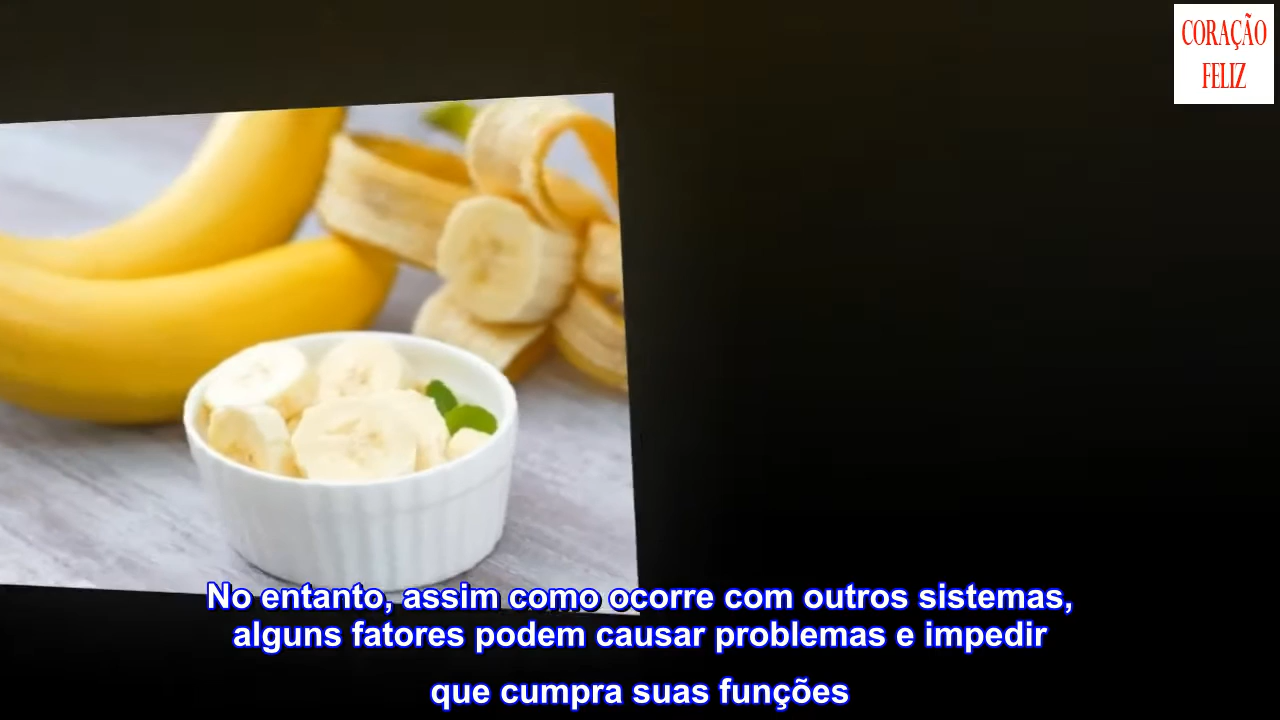 CORAÇÃO
FELIZ
No entanto, assim como ocorre com outros sistemas,
alguns fatores podem causar problemas e impedir
que cumpra suas funções